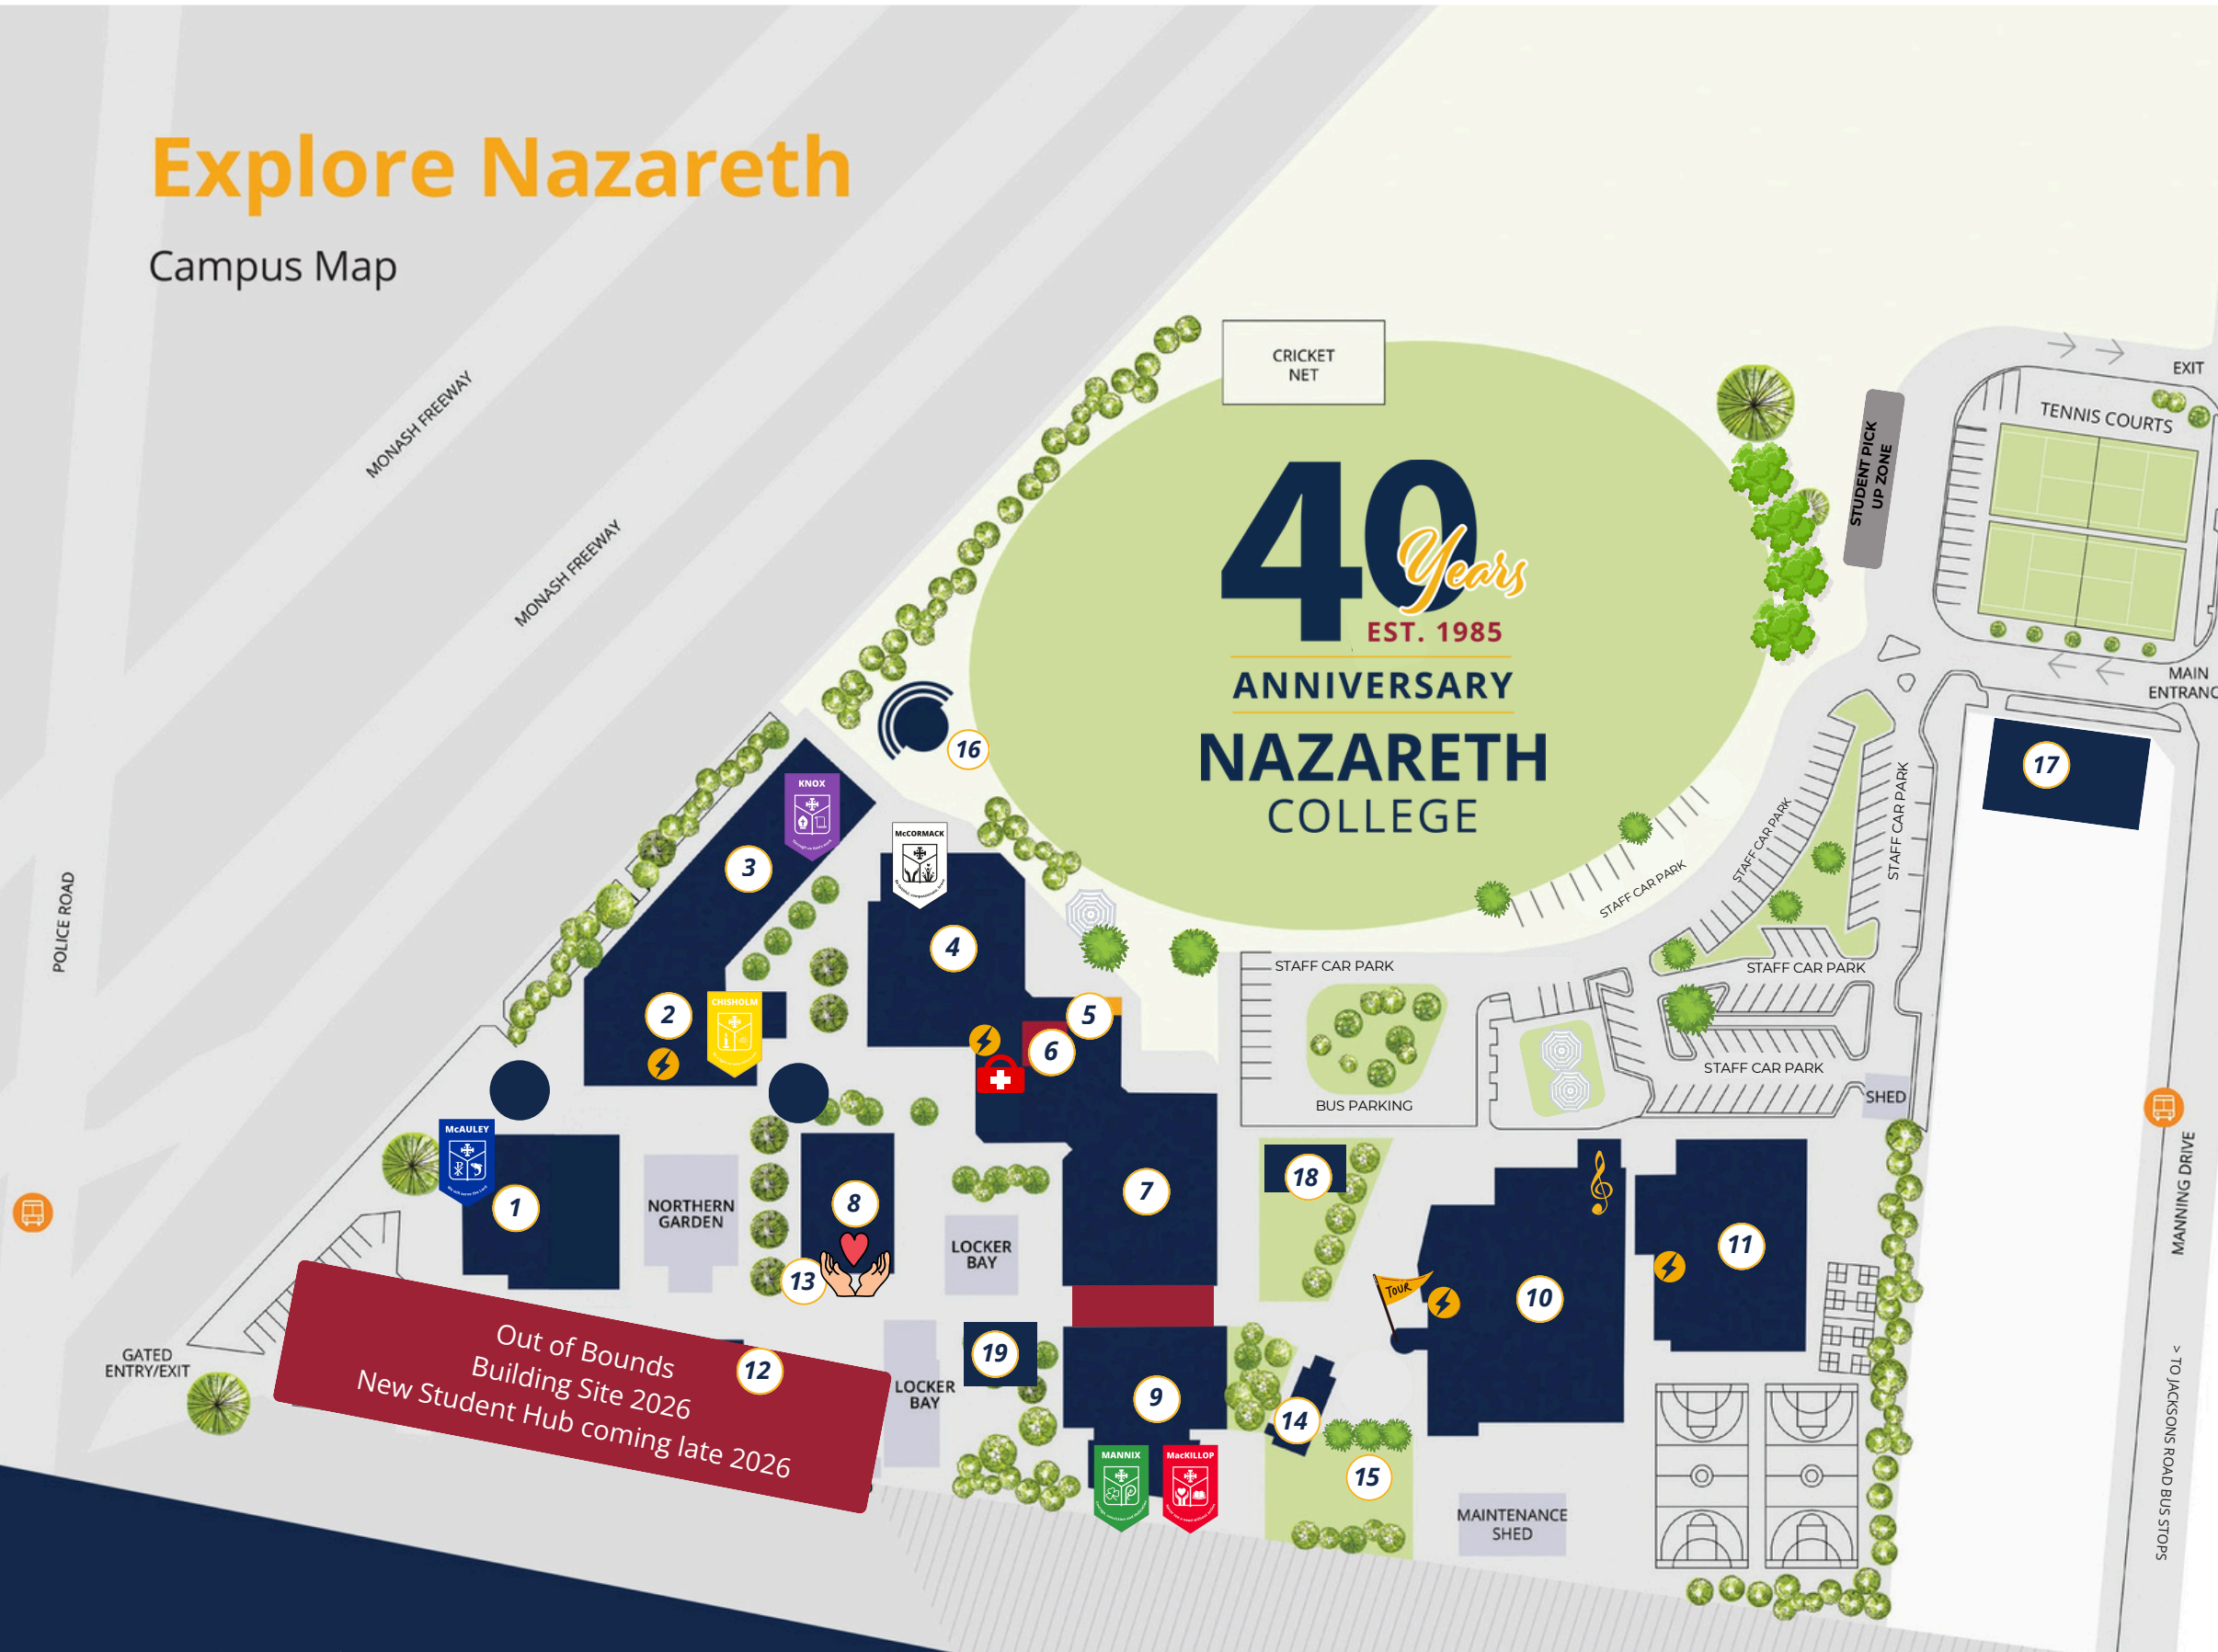 Explore Nazareth
Campus Map
MONASH FREEWAY
MONASH FREEWAY
POLICE ROAD
CRICKET
NET
40
Years
EST. 1985
ANNIVERSARY
NAZARETH
COLLEGE
STUDENT PICK
UP ZONE
EXIT
TENNIS COURTS
MAIN
ENTRANC
16
17
KNOX
3
McCORMACK
4
STAFF CAR PARK
STAFF CAR PARK
STAFF CAR PARK
STAFF CAR PARK
STAFF CAR PARK
STAFF CAR PARK
2
CHISHOLM
5
6
BUS PARKING
SHED
McAULEY
1
NORTHERN
GARDEN
8
13
LOCKER
BAY
7
18
10
11
TOUR
MANNING DRIVE
> TO JACKSONS ROAD BUS STOPS
GATED
ENTRY/EXIT
Out of Bounds
Building Site 2026
New Student Hub coming late 2026
12
LOCKER
BAY
19
9
14
15
MANNIX
MacKILLOP
MAINTENANCE
SHED